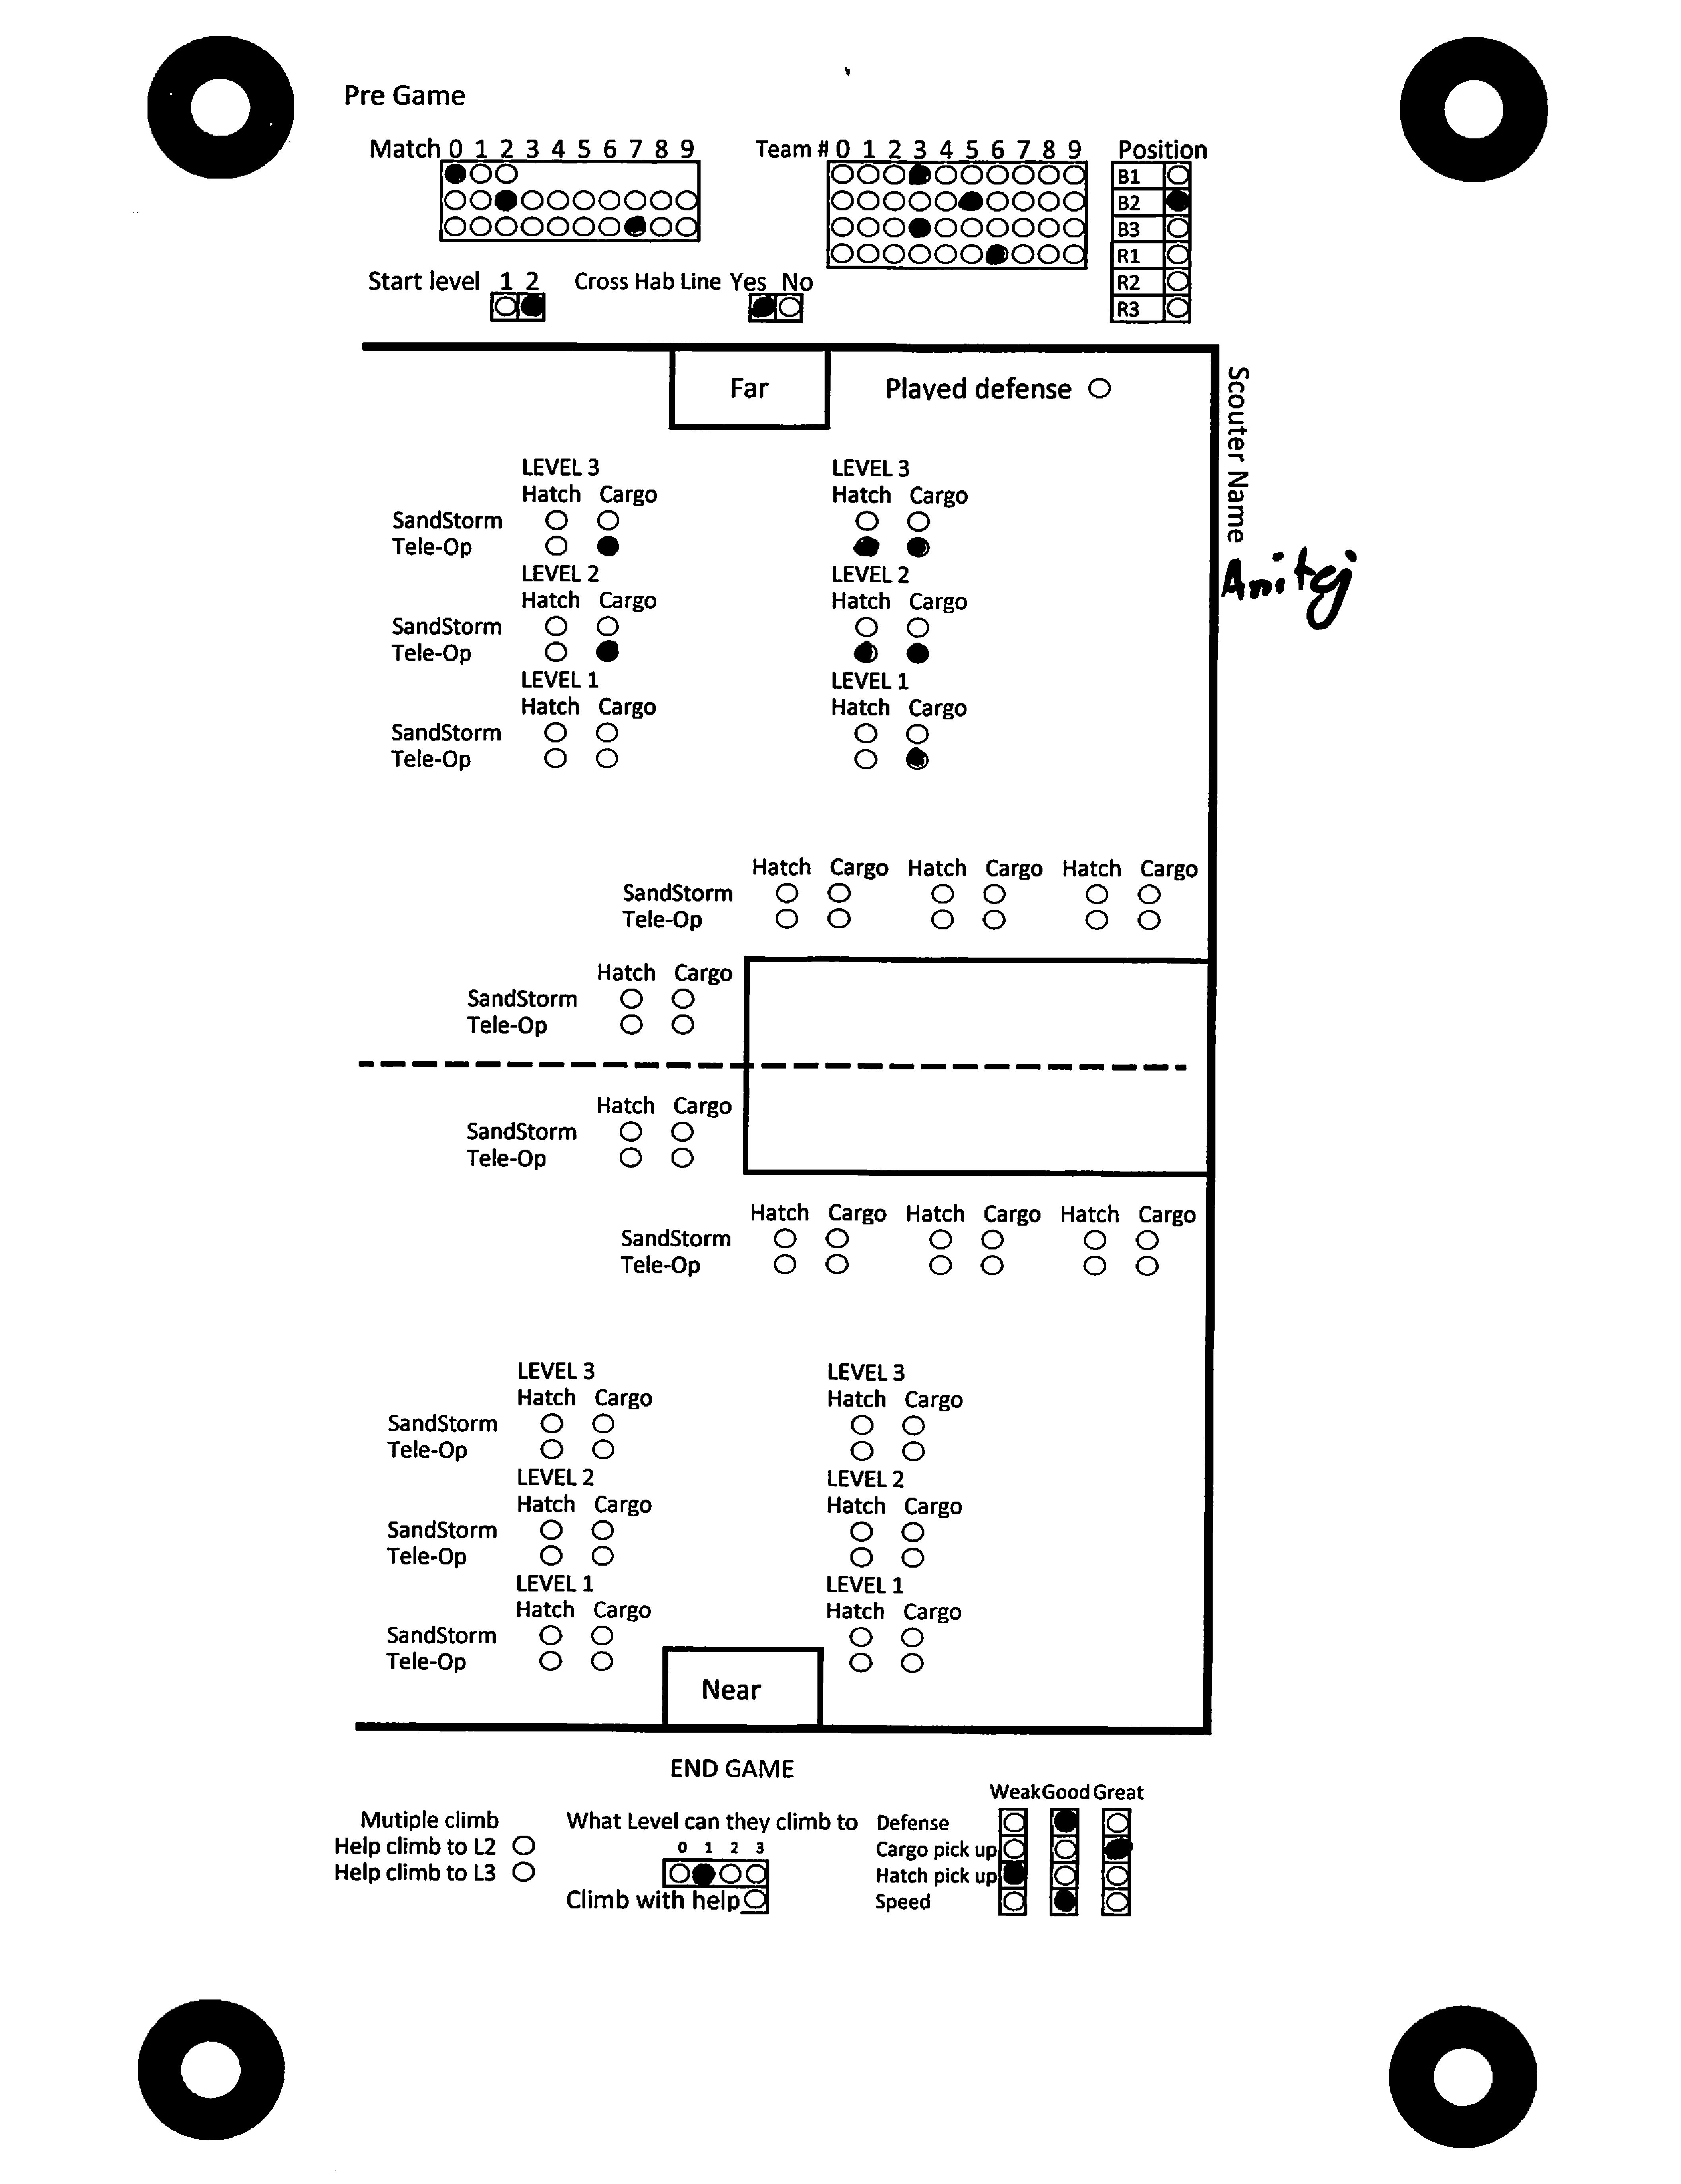 Pre Game
Match 0 1 2 3 4 5 6 7 8 9
Team # 0 1 2 3 4 5 6 7 8 9
Position
B1
B2
B3
R1
R2
R3
Start level 1 2
Cross Hab Line Yes No
Far
Played defense
Scouter Name
Anitej
LEVEL 3 LEVEL 3
Hatch Cargo Hatch Cargo
SandStorm
Tele-Op
LEVEL 2 LEVEL 2
Hatch Cargo Hatch Cargo
SandStorm
Tele-Op
LEVEL 1 LEVEL 1
Hatch Cargo Hatch Cargo
SandStorm
Tele-Op
Hatch Cargo Hatch Cargo Hatch Cargo
SandStorm
Tele-Op
Hatch Cargo
SandStorm
Tele-Op
Hatch Cargo
SandStorm
Tele-Op
Hatch Cargo Hatch Cargo Hatch Cargo
SandStorm
Tele-Op
LEVEL 3 LEVEL 3
Hatch Cargo Hatch Cargo
SandStorm
Tele-Op
LEVEL 2 LEVEL 2
Hatch Cargo Hatch Cargo
SandStorm
Tele-Op
LEVEL 1 LEVEL 1
Hatch Cargo Hatch Cargo
SandStorm
Tele-Op
Near
END GAME
Mutiple climb
Help climb to L2
Help climb to L3
What Level can they climb to
0 1 2 3
Climb with help
Weak Good Great
Defense
Cargo pick up
Hatch pick up
Speed